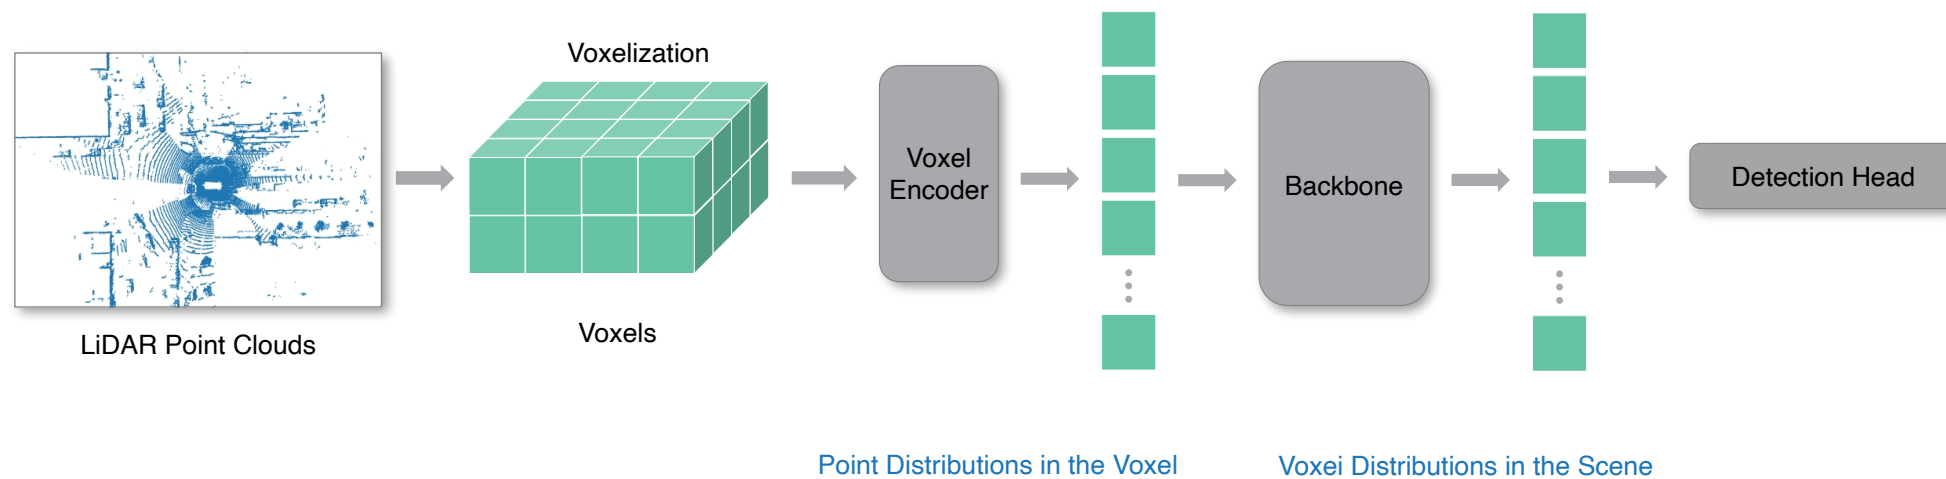 LiDAR Point Clouds
Voxelization
Voxels
Voxel
Encoder
Backbone
Detection Head
Point Distributions in the Voxel
Voxei Distributions in the Scene